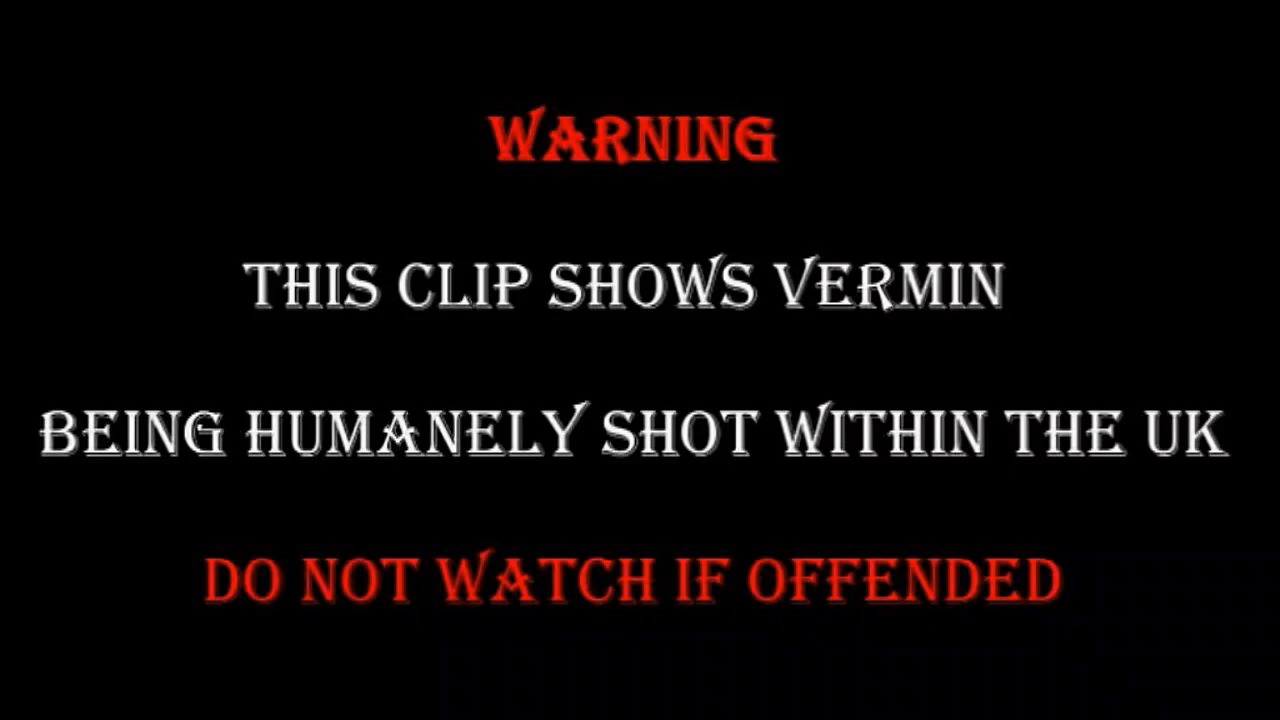 WARNING
THIS CLIP SHOWS VERMIN
BEING HUMANELY SHOT WITHIN THE UK
DO NOT WATCH IF OFFENDED